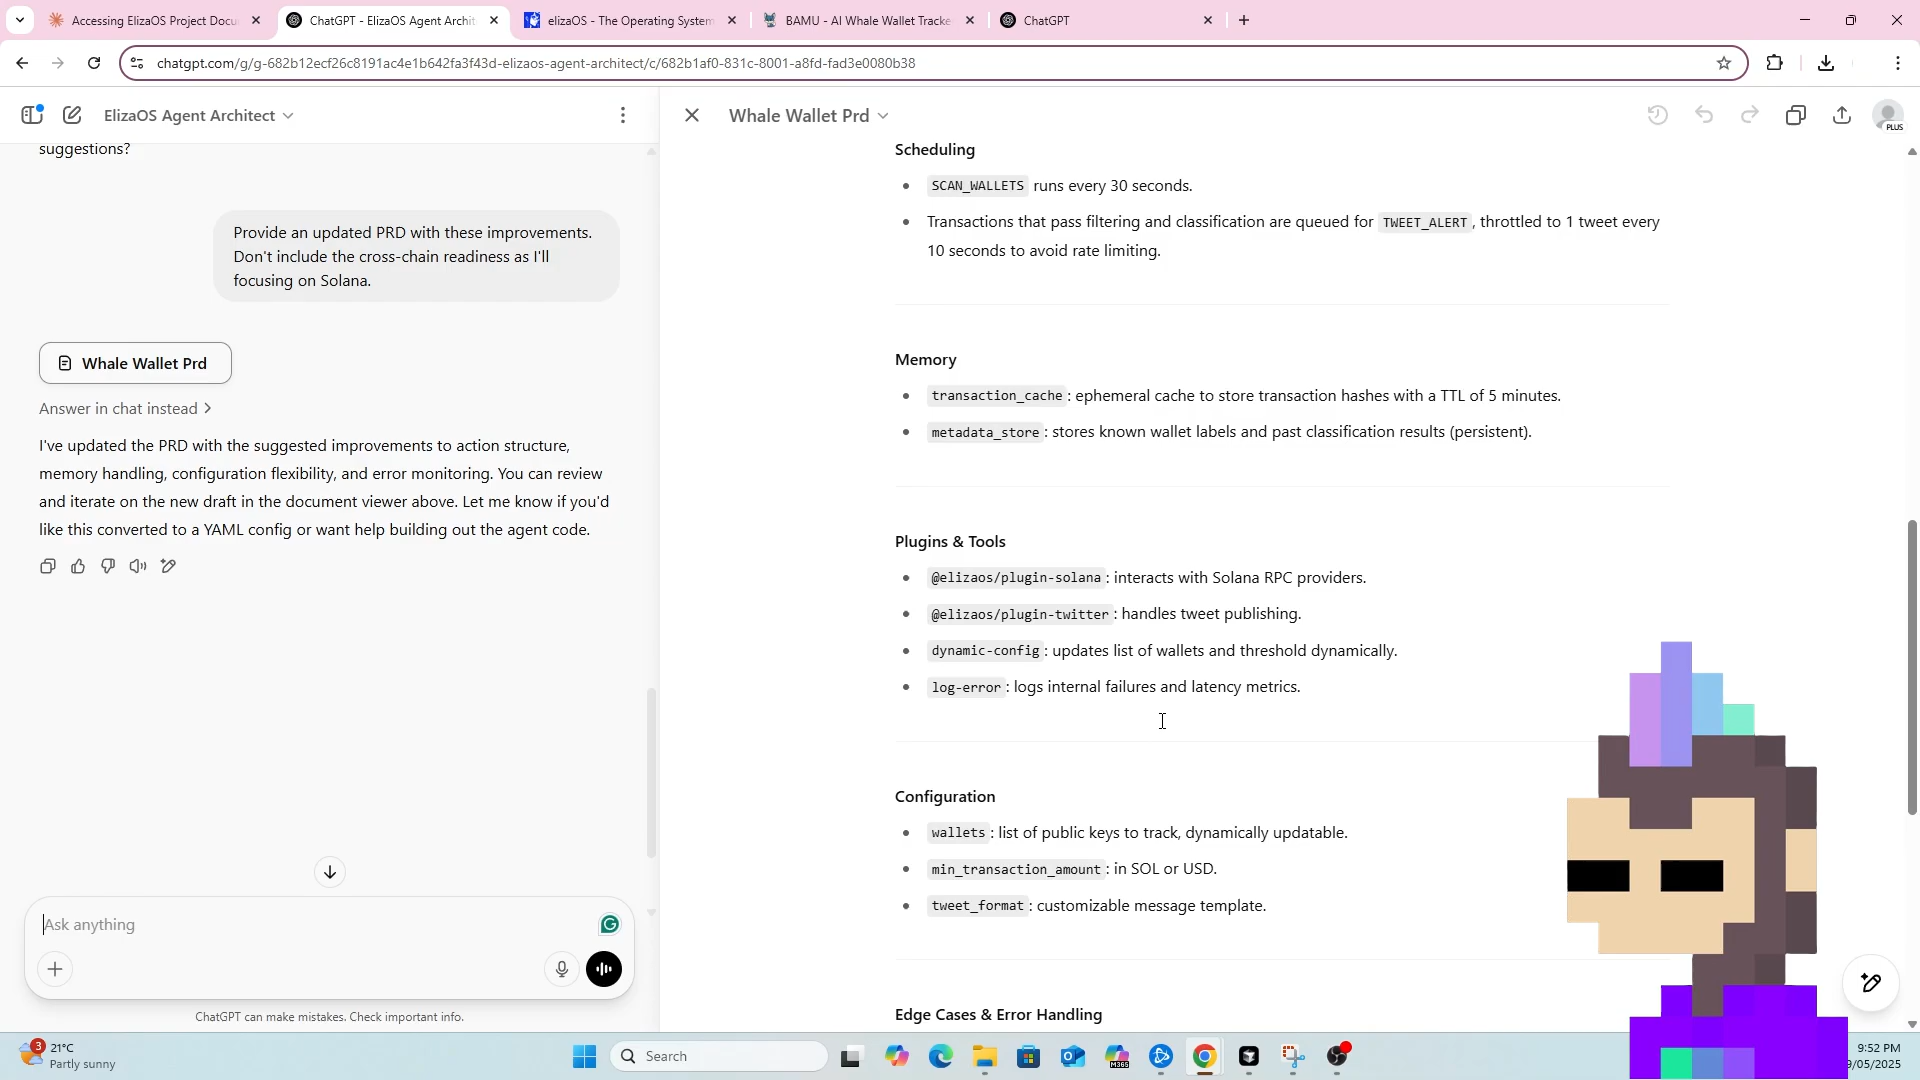 Accessing ElizaOS Project Docu
ChatGPT - ElizaOS Agent Archit
elizaOS - The Operating System
BAMU - AI Whale Wallet Tracke
ChatGPT
chatgpt.com/g/g-682b12ecf26c8191ac4e1b642fa3f43d-elizaos-agent-architect/c/682b1af0-831c-8001-a8fd-fad3e0080b38
ElizaOS Agent Architect
Whale Wallet Prd
PLUS
suggestions?
Provide an updated PRD with these improvements.
Don't include the cross-chain readiness as I'll
focusing on Solana.
Whale Wallet Prd
Answer in chat instead
I've updated the PRD with the suggested improvements to action structure,
memory handling, configuration flexibility, and error monitoring. You can review
and iterate on the new draft in the document viewer above. Let me know if you'd
like this converted to a YAML config or want help building out the agent code.
Ask anything
ChatGPT can make mistakes. Check important info.
Scheduling
SCAN_WALLETS runs every 30 seconds.
Transactions that pass filtering and classification are queued for TWEET_ALERT, throttled to 1 tweet every
10 seconds to avoid rate limiting.
Memory
transaction_cache: ephemeral cache to store transaction hashes with a TTL of 5 minutes.
metadata_store: stores known wallet labels and past classification results (persistent).
Plugins & Tools
@elizaos/plugin-solana: interacts with Solana RPC providers.
@elizaos/plugin-twitter: handles tweet publishing.
dynamic-config: updates list of wallets and threshold dynamically.
log-error: logs internal failures and latency metrics.
Configuration
wallets: list of public keys to track, dynamically updatable.
min_transaction_amount: in SOL or USD.
tweet_format: customizable message template.
Edge Cases & Error Handling
3
21°C
Partly sunny
Search
M365
9:52 PM
9/05/2025